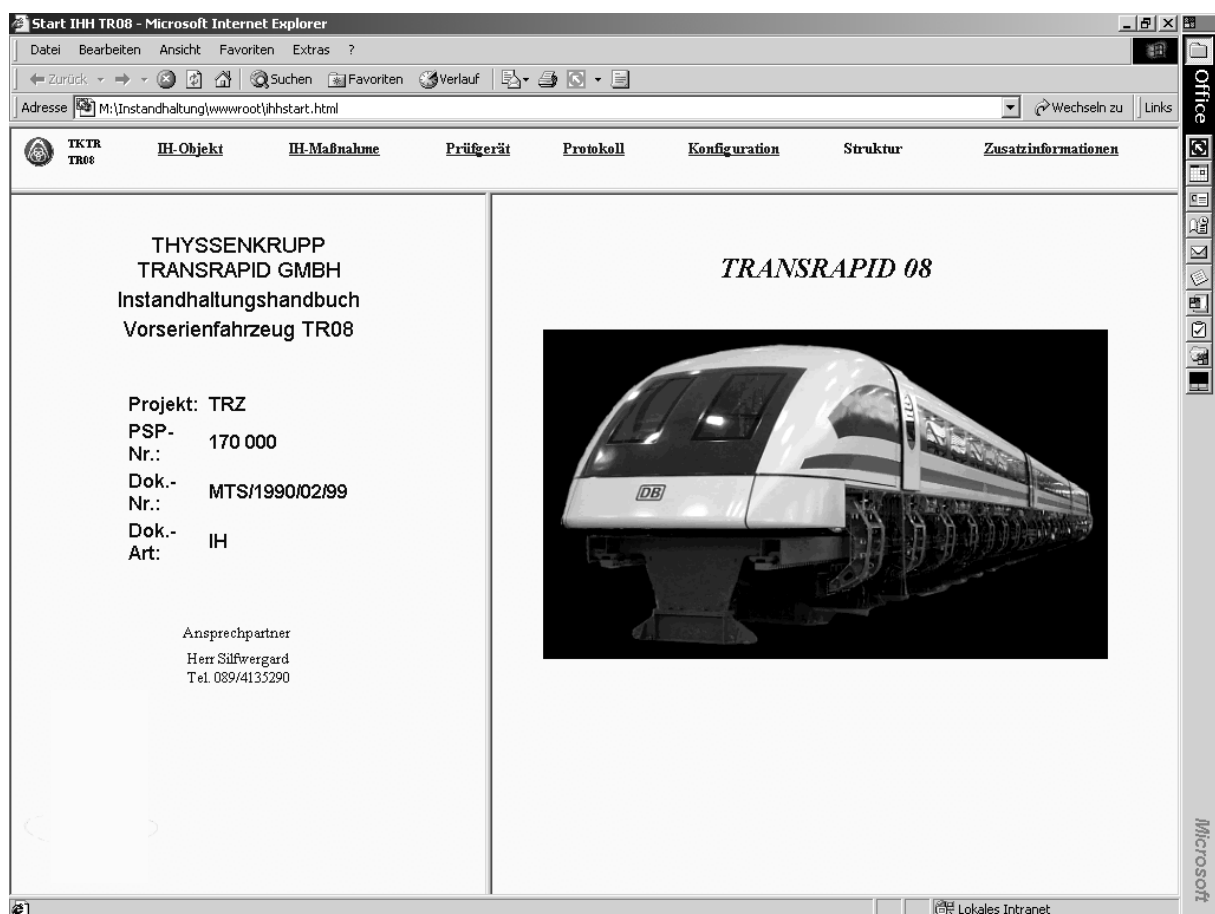 Start IHH TR08 - Microsoft Internet Explorer
Datei Bearbeiten Ansicht Favoriten Extras ?
Zurück Suchen Favoriten Verlauf
Adresse M:\Instandhaltung\wwwroot\ihhstart.html Wechseln zu Links
Office
TKTR
TR08
IH-Objekt IH-Maßnahme Prüfgerät Protokoll Konfiguration Struktur Zusatzinformationen
THYSSENKRUPP
TRANSRAPID GMBH
Instandhaltungshandbuch
Vorserienfahrzeug TR08
Projekt: TRZ
PSP-
Nr.: 170 000
Dok.-
Nr.: MTS/1990/02/99
Dok.-
Art: IH
Ansprechpartner
Herr Silfwergard
Tel. 089/4135290
TRANSRAPID 08
DB
Microsoft
Lokales Intranet